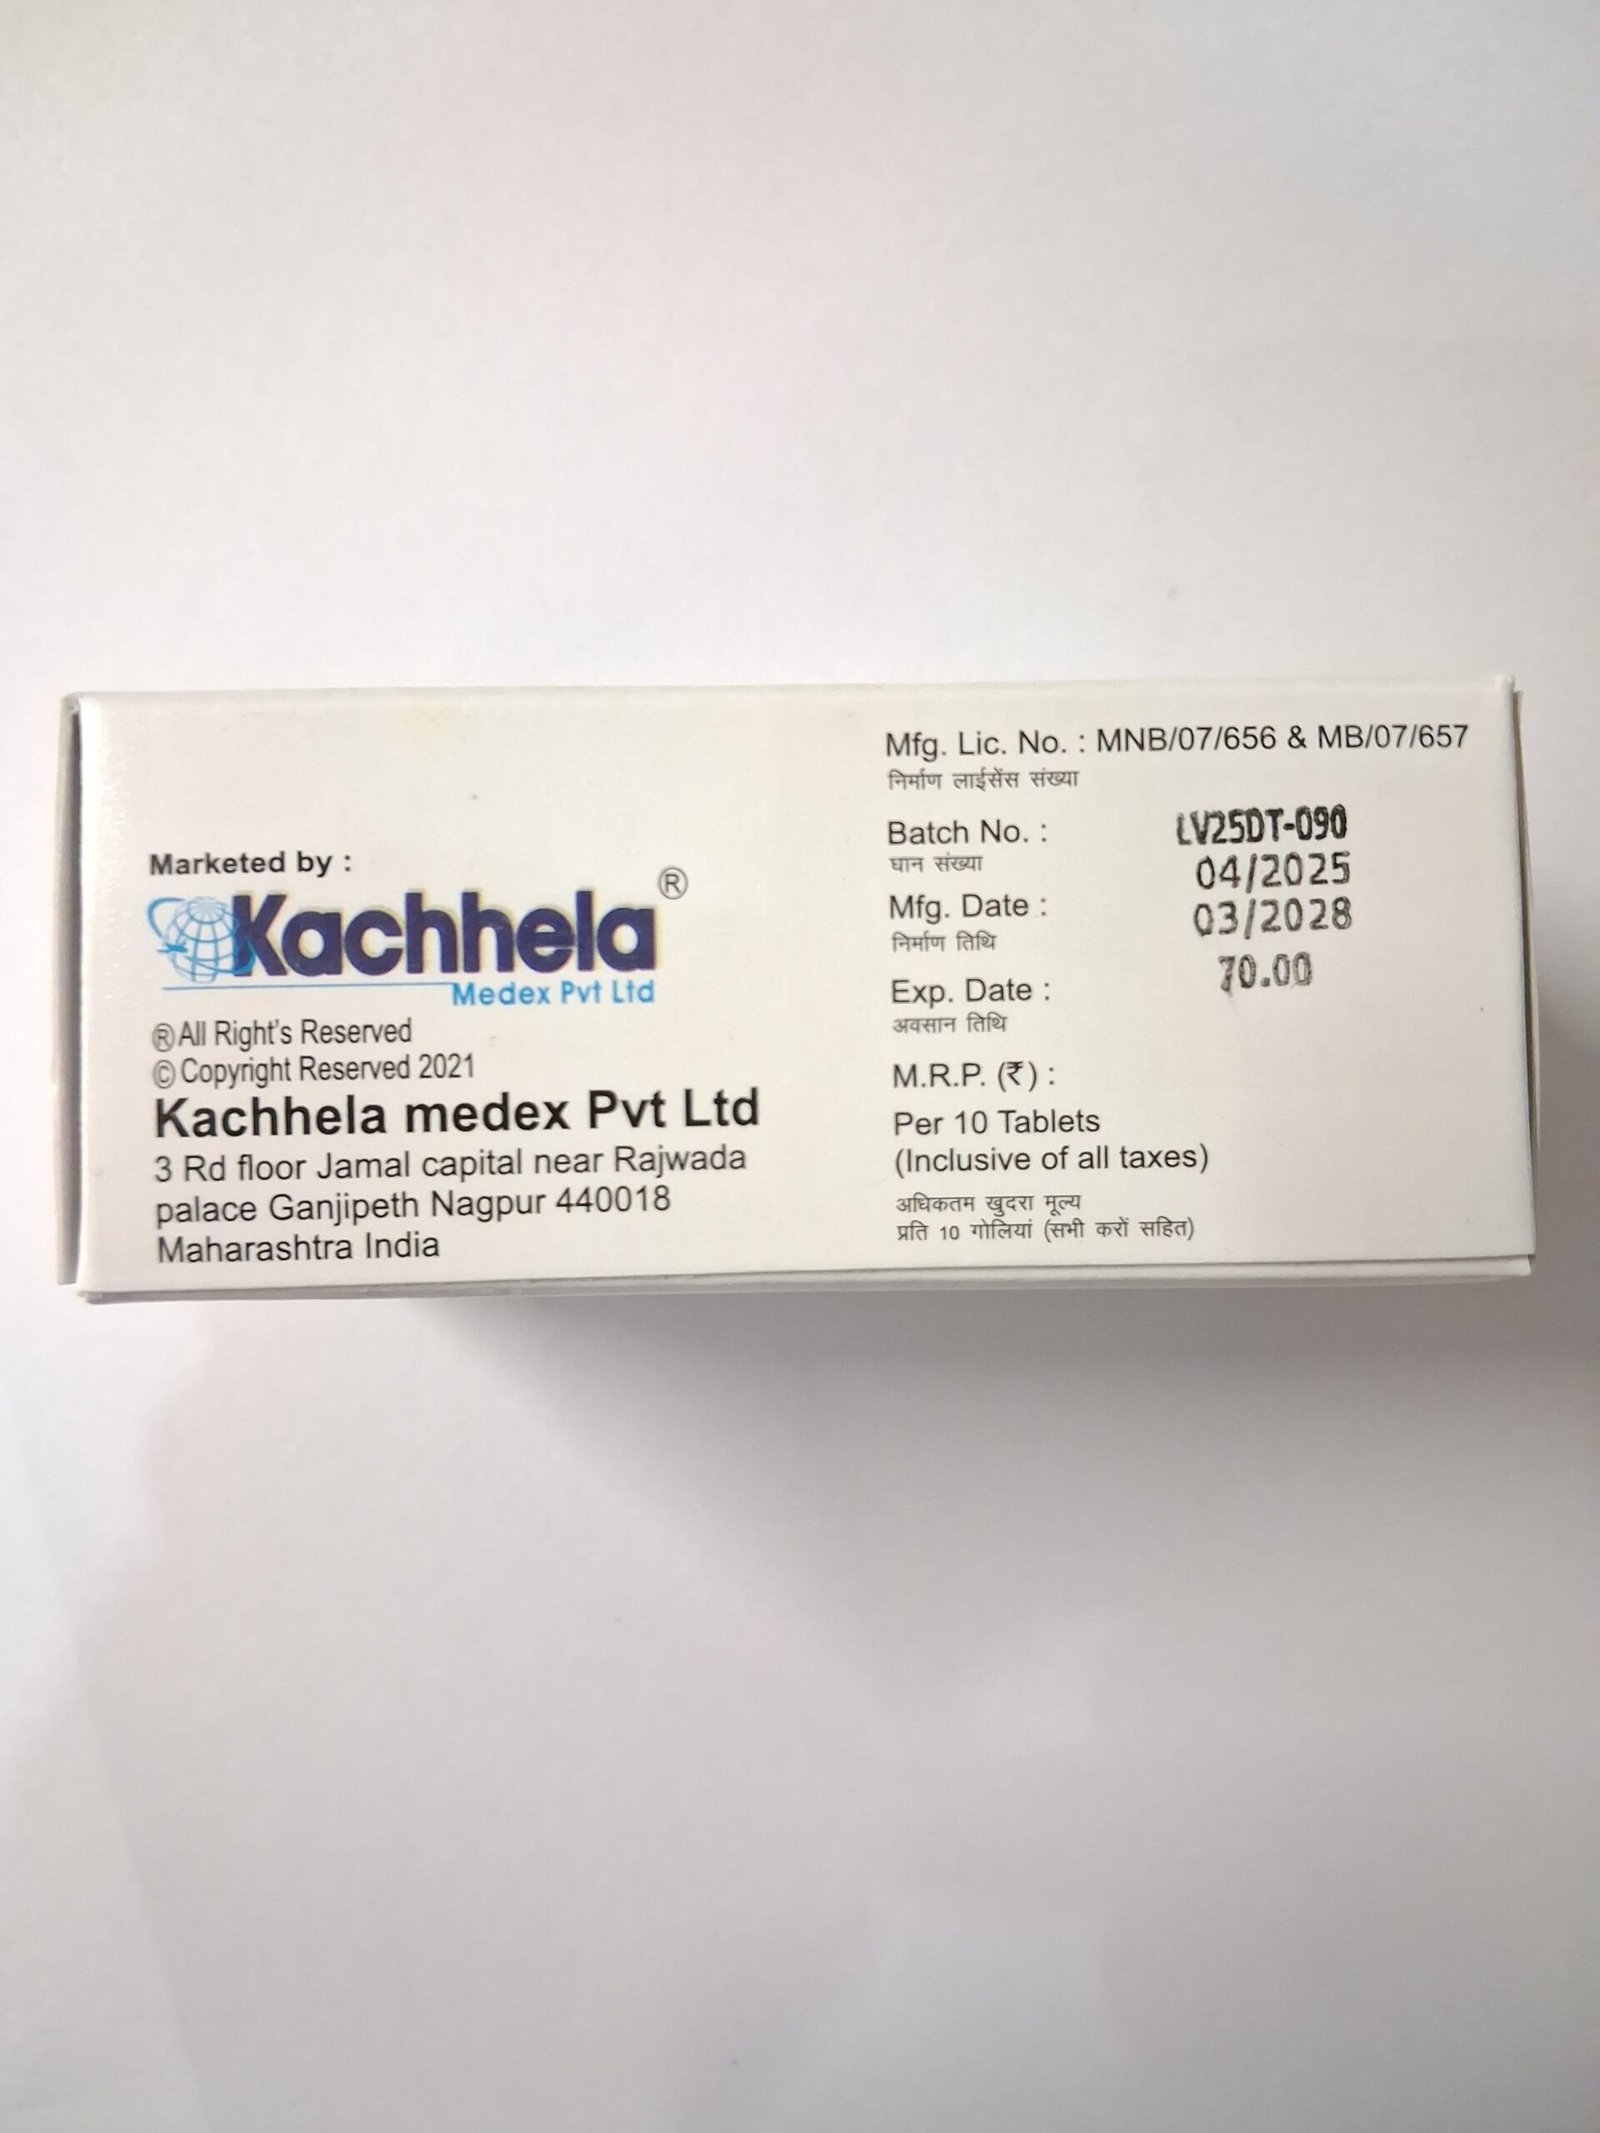 Marketed by :
Kachhela®
Medex Pvt Ltd
®All Right's Reserved
©Copyright Reserved 2021
Kachhela medex Pvt Ltd
3 Rd floor Jamal capital near Rajwada
palace Ganjipeth Nagpur 440018
Maharashtra India
Mfg. Lic. No. : MNB/07/656 & MB/07/657
निर्माण लाईसेंस संख्या
Batch No. :
घान संख्या
Mfg. Date :
निर्माण तिथि
Exp. Date :
अवसान तिथि
M.R.P. (₹) :
Per 10 Tablets
(Inclusive of all taxes)
अधिकतम खुदरा मूल्य
प्रति 10 गोलियां (सभी करों सहित)
LV25DT-090
04/2025
03/2028
70.00